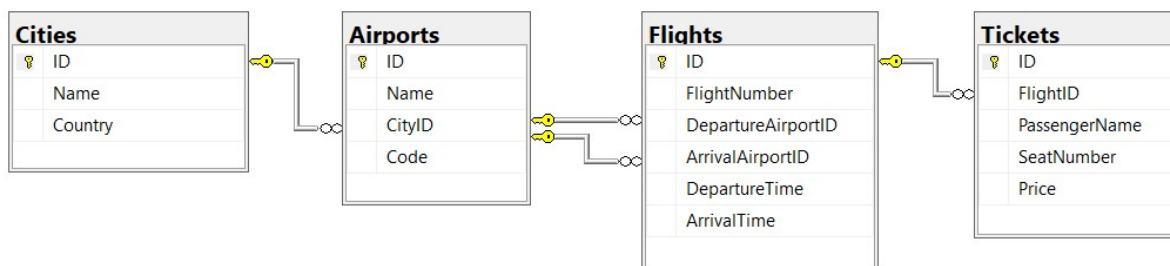 Cities
ID
Name
Country
Airports
ID
Name
CityID
Code
Flights
ID
FlightNumber
DepartureAirportID
ArrivalAirportID
DepartureTime
ArrivalTime
Tickets
ID
FlightID
PassengerName
SeatNumber
Price